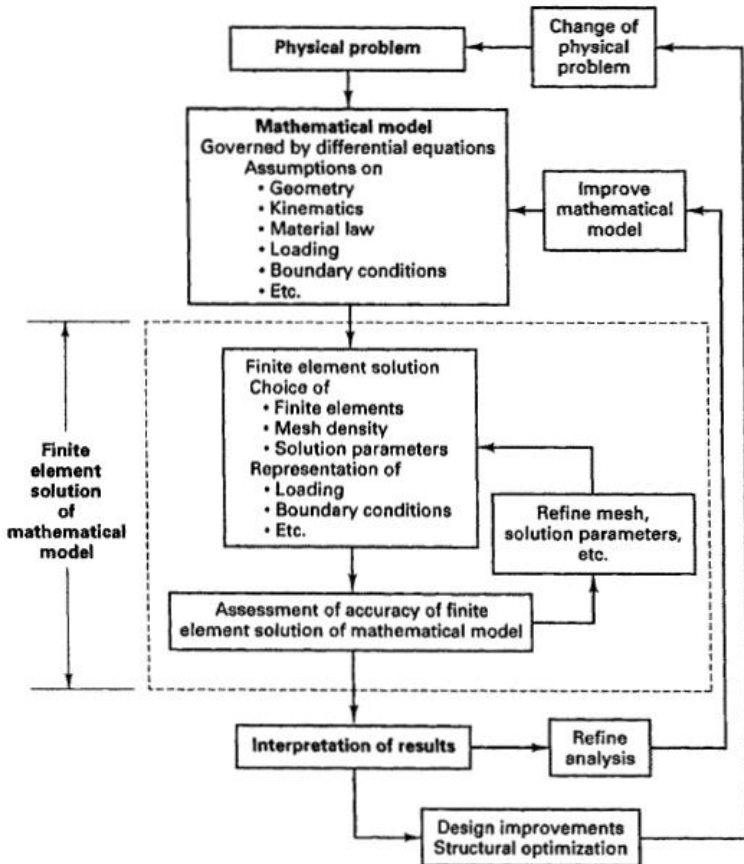 Physical problem
Change of
physical
problem
Mathematical model
Governed by differential equations
Assumptions on
• Geometry
• Kinematics
• Material law
• Loading
• Boundary conditions
• Etc.
Improve
mathematical
model
Finite
element
solution
of
mathematical
model
Finite element solution
Choice of
• Finite elements
• Mesh density
• Solution parameters
Representation of
• Loading
• Boundary conditions
• Etc.
Refine mesh,
solution parameters,
etc.
Assessment of accuracy of finite
element solution of mathematical model
Interpretation of results
Refine
analysis
Design improvements
Structural optimization